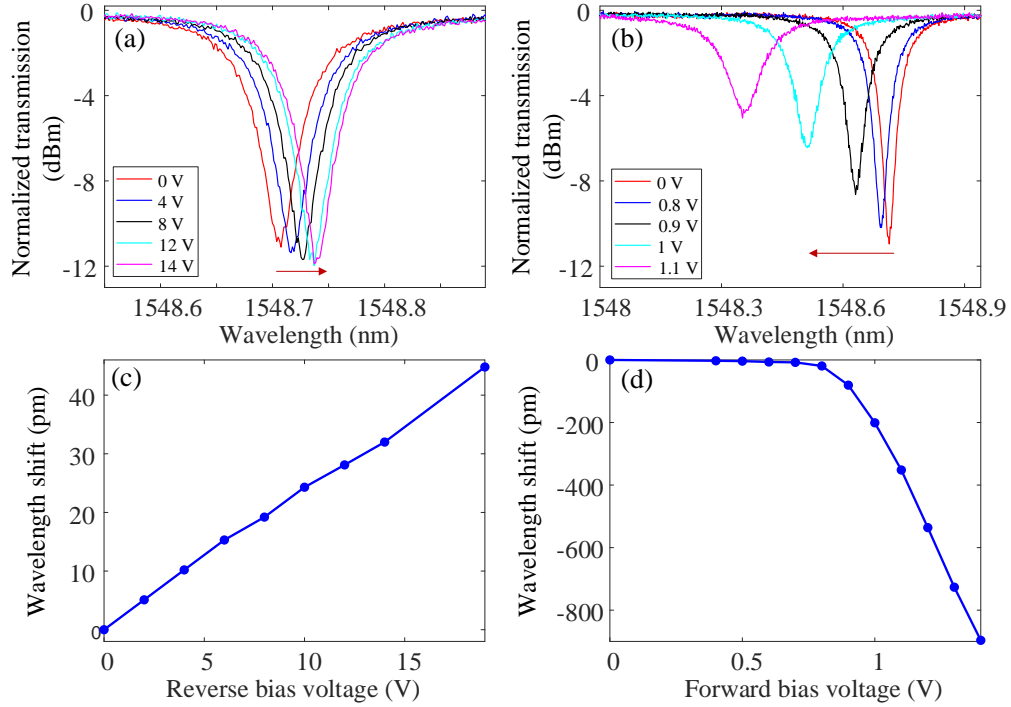 (a)
Normalized transmission
(dBm)
0
-4
-8
-12
0 V
4 V
8 V
12 V
14 V
1548.6
1548.7
1548.8
Wavelength (nm)
(b)
Normalized transmission
(dBm)
0
-4
-8
-12
0 V
0.8 V
0.9 V
1 V
1.1 V
1548
1548.3
1548.6
1548.9
Wavelength (nm)
(c)
Wavelength shift (pm)
40
30
20
10
0
0
5
10
15
Reverse bias voltage (V)
(d)
Wavelength shift (pm)
0
-200
-400
-600
-800
0
0.5
1
Forward bias voltage (V)